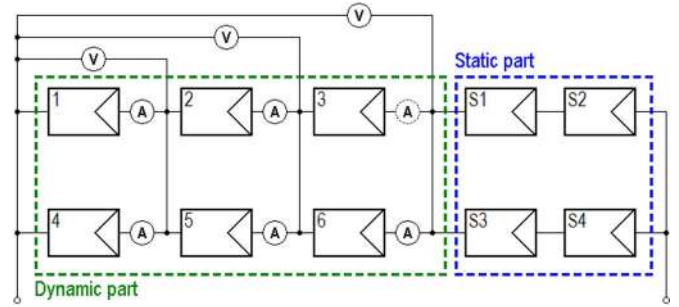 V
V
V
Static part
1 A 2 A 3 A S1 S2
4 A 5 A 6 A S3 S4
Dynamic part